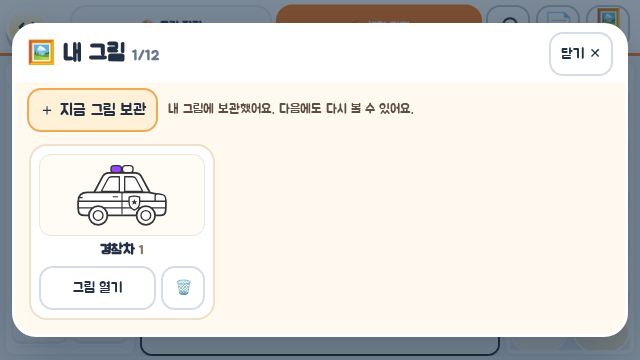 내 그림 1/12
닫기 ×
+ 지금 그림 보관
내 그림에 보관했어요. 다음에도 다시 볼 수 있어요.
경찰차 1
그림 열기